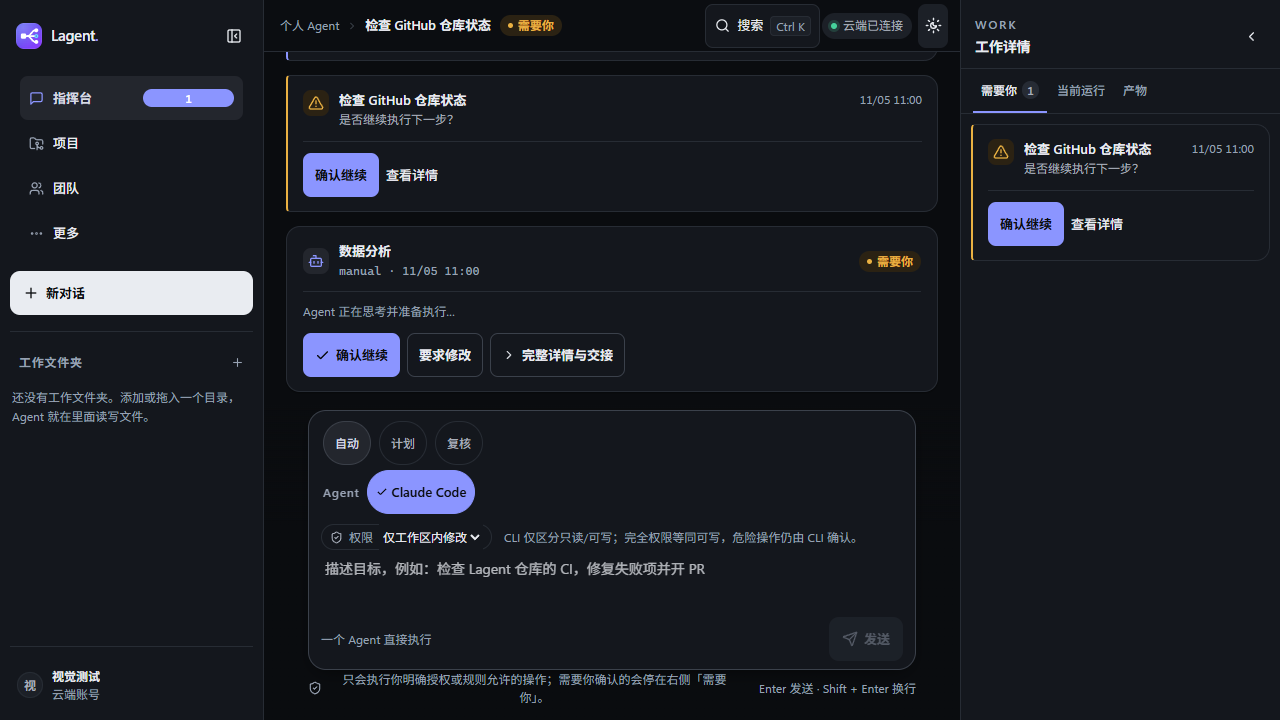 Lagent.
指挥台
1
项目
团队
更多
新对话
工作文件夹
还没有工作文件夹。添加或拖入一个目录，
Agent 就在里面读写文件。
视
视觉测试
云端账号
个人 Agent
检查 GitHub 仓库状态
需要你
搜索
Ctrl K
云端已连接
检查 GitHub 仓库状态
11/05 11:00
是否继续执行下一步？
确认继续
查看详情
数据分析
manual · 11/05 11:00
需要你
Agent 正在思考并准备执行…
确认继续
要求修改
完整详情与交接
自动
计划
复核
Agent
Claude Code
权限
仅工作区内修改
CLI 仅区分只读/可写；完全权限等同可写，危险操作仍由 CLI 确认。
描述目标，例如：检查 Lagent 仓库的 CI，修复失败项并开 PR
一个 Agent 直接执行
发送
只会执行你明确授权或规则允许的操作；需要你确认的会停在右侧「需要
你」。
Enter 发送 · Shift + Enter 换行
WORK
工作详情
需要你
1
当前运行
产物
检查 GitHub 仓库状态
11/05 11:00
是否继续执行下一步？
确认继续
查看详情